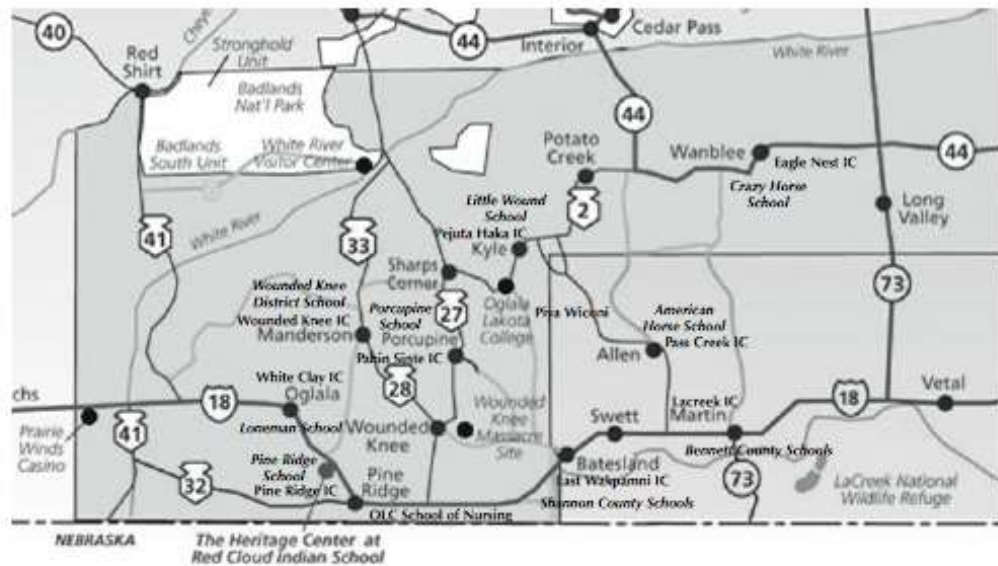 40
Red
Shirt
Stronghold
Unit
Badlands
Nat'l Park
44
Interior
Cedar Pass
White River
Badlands
South Unit
White River
Visitor Center
44
Potato
Creek
Wanblee
Eagle Nest IC
44
Crazy Horse
School
Little Wound
School
Pejuta Haka IC
2
Kyle
Long
Valley
White River
41
33
Sharps
Corner
73
Wounded Knee
District School
Wounded Knee IC
Manderson
Porcupine
School
27
Porcupine
Pahin Sinte IC
Oglala
Lakota
College
American
Horse School
Pass Creek IC
Allen
White Clay IC
Oglala
18
28
Lacreek IC
Martin
Swett
18
Vetal
chs
Prairie
Winds
Casino
41
Loneman School
Wounded
Knee
Wounded
Knee
Massacre
Site
Bennett County Schools
Batesland
73
LaCreek National
Wildlife Refuge
32
Pine Ridge
School
Pine Ridge IC
Pine
Ridge
OLC School of Nursing
Shannon County Schools
NEBRASKA
The Heritage Center at
Red Cloud Indian School